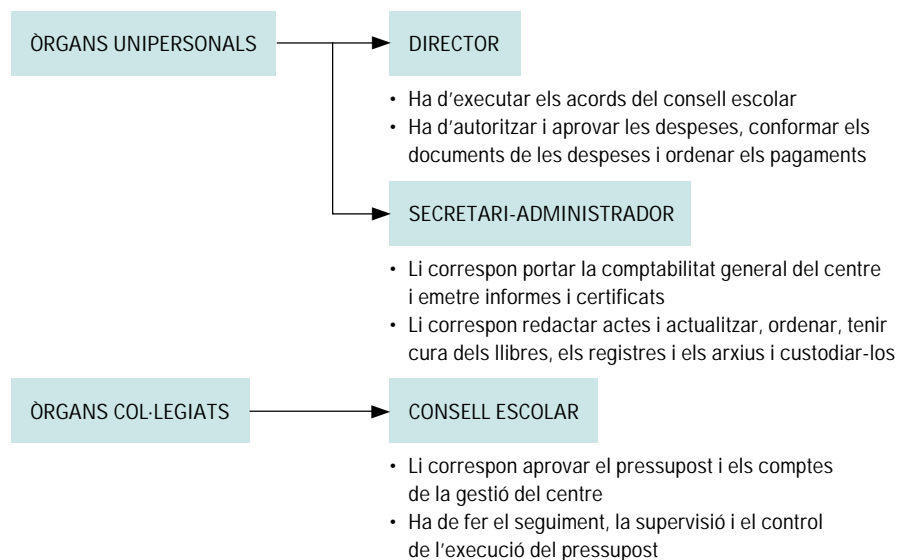 ÒRGANS UNIPERSONALS
DIRECTOR
• Ha d'executar els acords del consell escolar
• Ha d'autoritzar i aprovar les despeses, conformar els
documents de les despeses i ordenar els pagaments
SECRETARI-ADMINISTRADOR
• Li correspon portar la comptabilitat general del centre
i emetre informes i certificats
• Li correspon redactar actes i actualitzar, ordenar, tenir
cura dels llibres, els registres i els arxius i custodiar-los
ÒRGANS COL·LEGIATS
CONSELL ESCOLAR
• Li correspon aprovar el pressupost i els comptes
de la gestió del centre
• Ha de fer el seguiment, la supervisió i el control
de l'execució del pressupost